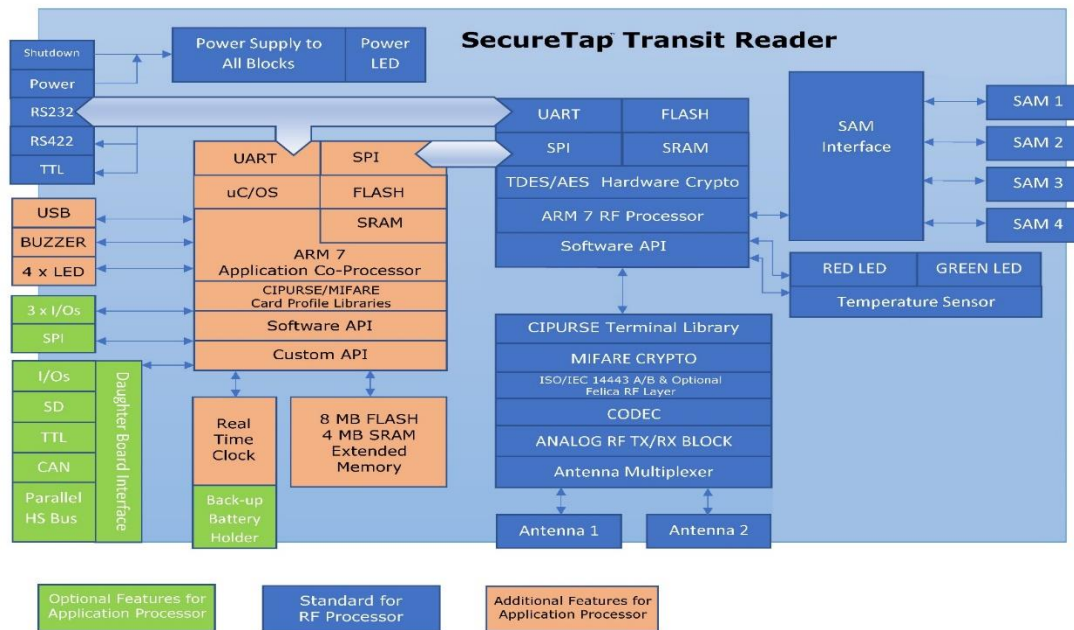 SecureTap Transit Reader
Shutdown
Power
RS232
RS422
TTL
Power Supply to
All Blocks
Power
LED
UART
SPI
uC/OS
FLASH
SRAM
ARM 7
Application Co-Processor
CIPURSE/MIFARE
Card Profile Libraries
Software API
Custom API
USB
BUZZER
4 x LED
3 x I/Os
SPI
I/Os
SD
TTL
CAN
Parallel
HS Bus
Daughter Board Interface
Real
Time
Clock
Back-up
Battery
Holder
8 MB FLASH
4 MB SRAM
Extended
Memory
UART
FLASH
SPI
SRAM
TDES/AES Hardware Crypto
ARM 7 RF Processor
Software API
CIPURSE Terminal Library
MIFARE CRYPTO
ISO/IEC 14443 A/B & Optional
Felica RF Layer
CODEC
ANALOG RF TX/RX BLOCK
Antenna Multiplexer
Antenna 1
Antenna 2
SAM
Interface
SAM 1
SAM 2
SAM 3
SAM 4
RED LED
GREEN LED
Temperature Sensor
Optional Features for
Application Processor
Standard for
RF Processor
Additional Features for
Application Processor